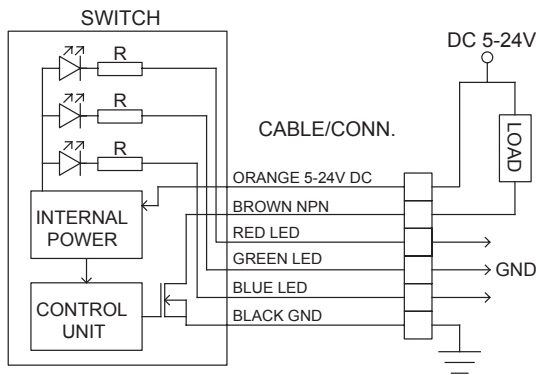 SWITCH
DC 5-24V
R
R
R
CABLE/CONN.
LOAD
ORANGE 5-24V DC
BROWN NPN
INTERNAL
POWER
RED LED
GREEN LED
GND
BLUE LED
CONTROL
UNIT
BLACK GND